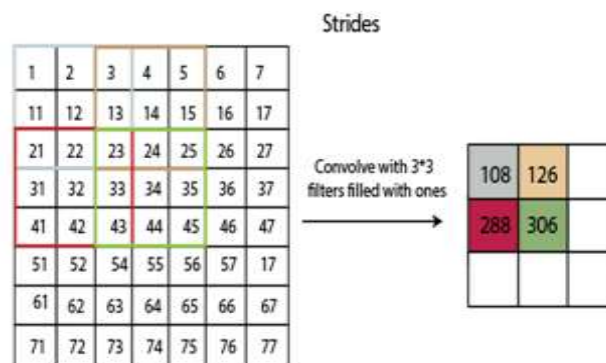 Strides
1 2 3 4 5 6 7
11 12 13 14 15 16 17
21 22 23 24 25 26 27
31 32 33 34 35 36 37
41 42 43 44 45 46 47
51 52 54 55 56 57 17
61 62 63 64 65 66 67
71 72 73 74 75 76 77
Convolve with 3*3
filters filled with ones
108 126
288 306